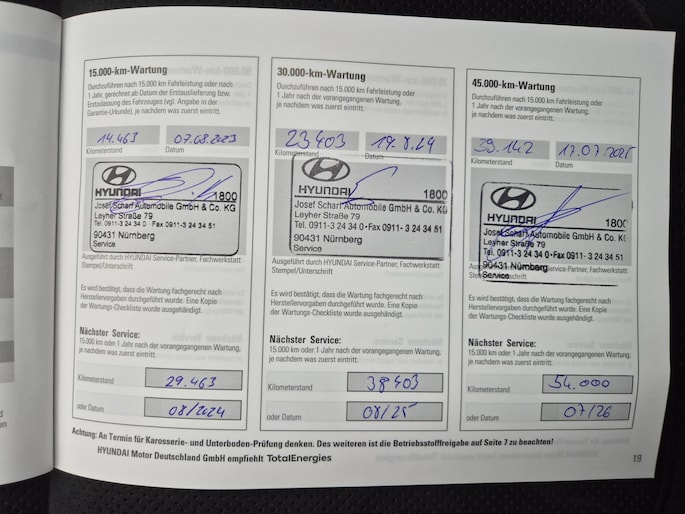 15.000-km-Wartung
Durchzuführen nach 15.000 km Fahrleistung oder nach
1 Jahr, gerechnet ab Datum der Erstauslieferung bzw.
Erstzulassung des Fahrzeuges (vgl. Angabe in der
Garantie-Urkunde), je nachdem was zuerst eintritt.
14.463 07.08.2023
Kilometerstand Datum
HYUNDAI 1800
Josef Scharf Automobile GmbH & Co. KG
Leyher Straße 79
Tel. 0911-3 24 34 0 • Fax 0911-3 24 34 51
90431 Nürnberg
Service
Ausgeführt durch HYUNDAI Service-Partner, Fachwerkstatt
Stempel/Unterschrift
Es wird bestätigt, dass die Wartung fachgerecht nach
Herstellervorgaben durchgeführt wurde. Eine Kopie
der Wartungs-Checkliste wurde ausgehändigt.
Nächster Service:
15.000 km oder 1 Jahr nach der vorangegangenen Wartung,
je nachdem was zuerst eintritt.
Kilometerstand 29.463
oder Datum 08/2024
30.000-km-Wartung
Durchzuführen nach 15.000 km Fahrleistung oder
1 Jahr nach der vorangegangenen Wartung,
je nachdem was zuerst eintritt.
23403 19.8.24
Kilometerstand Datum
HYUNDAI 1800
Josef Scharf Automobile GmbH & Co. KG
Leyher Straße 79
Tel. 0911-3 24 34 0 • Fax 0911-3 24 34 51
90431 Nürnberg
Service
Ausgeführt durch HYUNDAI Service-Partner, Fachwerkstatt
Stempel/Unterschrift
Es wird bestätigt, dass die Wartung fachgerecht nach
Herstellervorgaben durchgeführt wurde. Eine Kopie
der Wartungs-Checkliste wurde ausgehändigt.
Nächster Service:
15.000 km oder 1 Jahr nach der vorangegangenen Wartung,
je nachdem was zuerst eintritt.
Kilometerstand 38403
oder Datum 08/25
45.000-km-Wartung
Durchzuführen nach 15.000 km Fahrleistung oder
1 Jahr nach der vorangegangenen Wartung,
je nachdem was zuerst eintritt.
39.142 17.07.2025
Kilometerstand Datum
HYUNDAI 1800
Josef Scharf Automobile GmbH & Co. KG
Leyher Straße 79
Tel. 0911-3 24 34 0 • Fax 0911-3 24 34 51
90431 Nürnberg
Service
Es wird bestätigt, dass die Wartung fachgerecht nach
Herstellervorgaben durchgeführt wurde. Eine Kopie
der Wartungs-Checkliste wurde ausgehändigt.
Nächster Service:
15.000 km oder 1 Jahr nach der vorangegangenen Wartung,
je nachdem was zuerst eintritt.
Kilometerstand 54.000
oder Datum 07/26
Achtung: An Termin für Karosserie- und Unterboden-Prüfung denken. Des weiteren ist die Betriebsstofffreigabe auf Seite 7 zu beachten!
HYUNDAI Motor Deutschland GmbH empfiehlt TotalEnergies
19